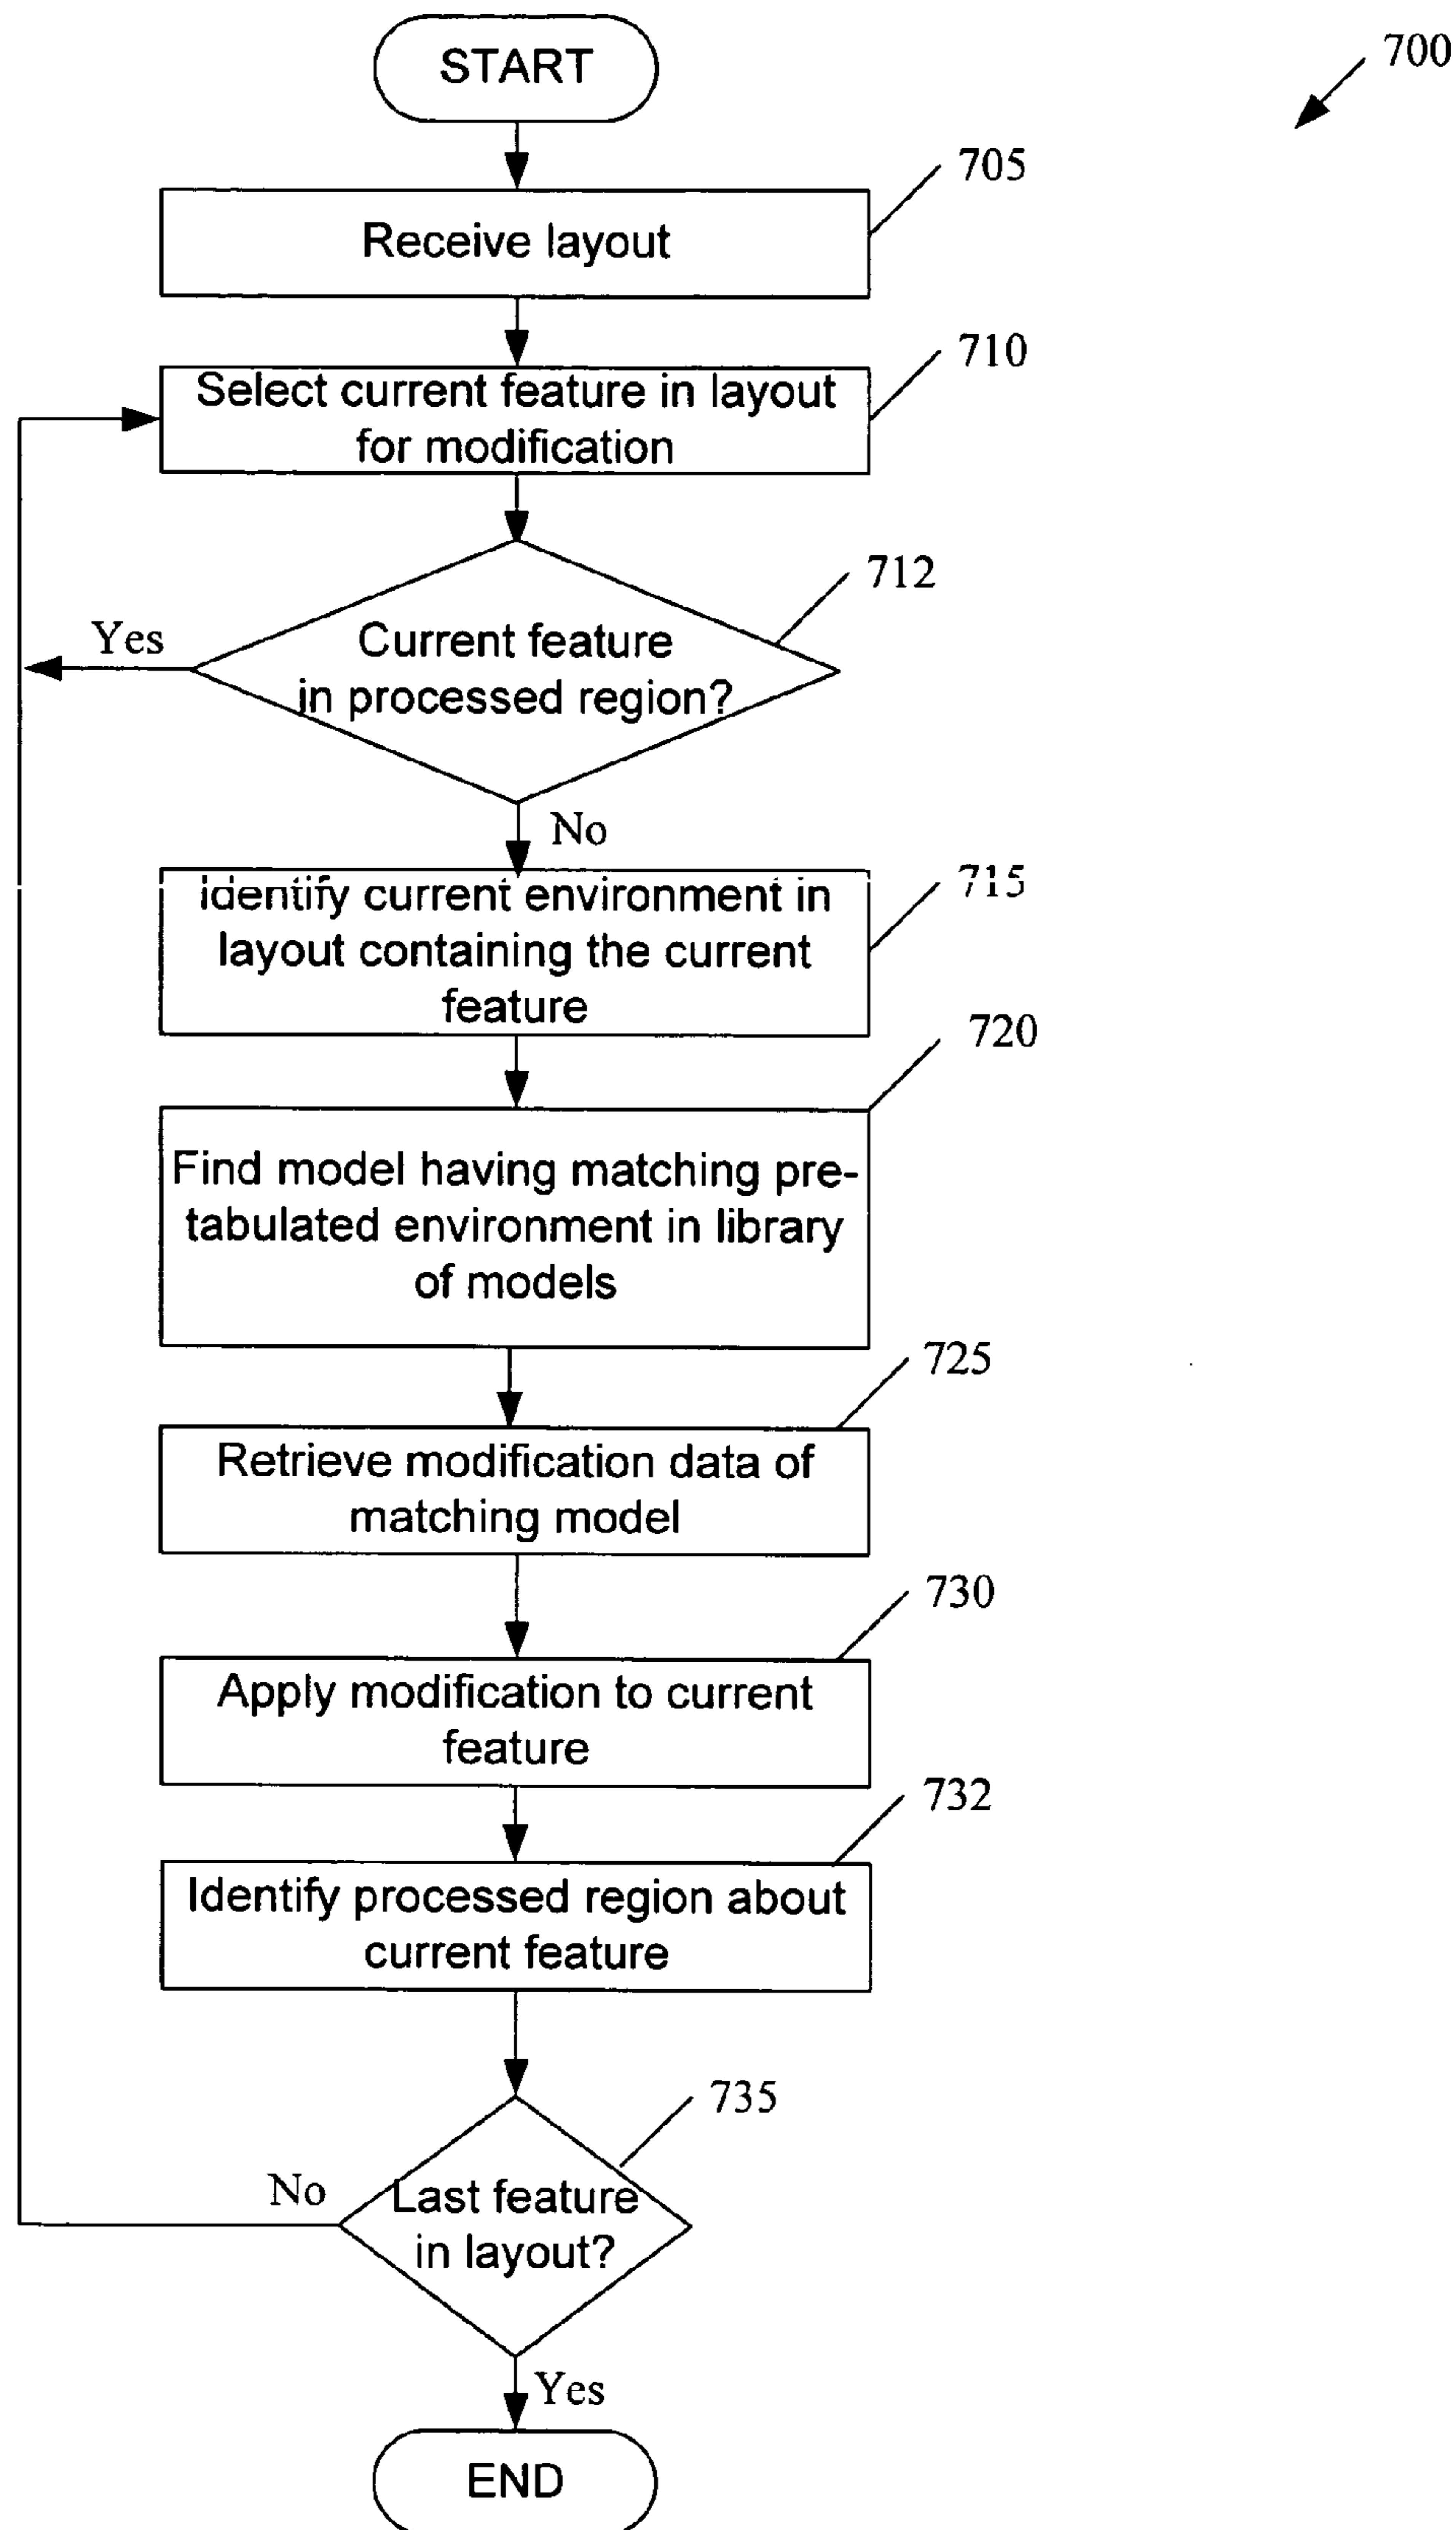 START
700
705
Receive layout
710
Select current feature in layout
for modification
712
Yes
Current feature
in processed region?
No
715
Identify current environment in
layout containing the current
feature
720
Find model having matching pre-
tabulated environment in library
of models
725
Retrieve modification data of
matching model
730
Apply modification to current
feature
732
Identify processed region about
current feature
735
No
Last feature
in layout?
Yes
END